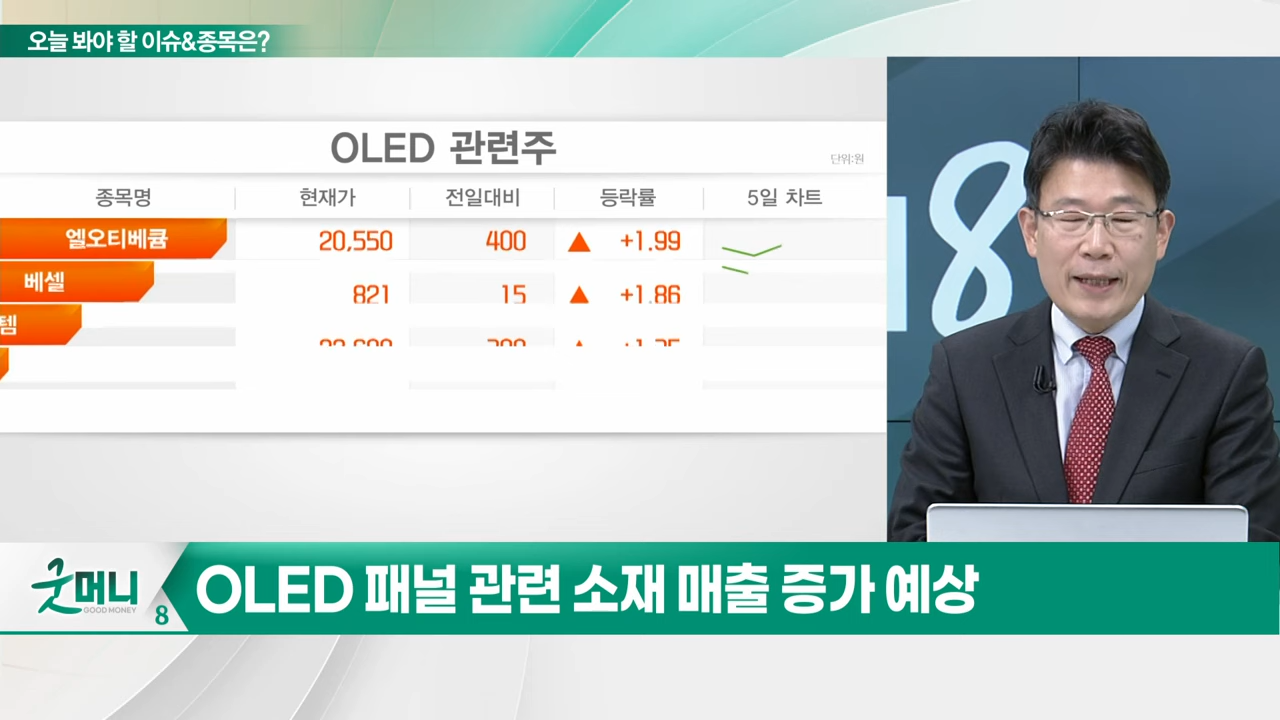 오늘 봐야 할 이슈&종목은?
OLED 관련주
단위:원
종목명 현재가 전일대비 등락률 5일 차트
엘오티베큠 20,550 400 ▲ +1.99
베셀 821 15 ▲ +1.86
템
8
굿머니
GOOD MONEY
8
OLED 패널 관련 소재 매출 증가 예상